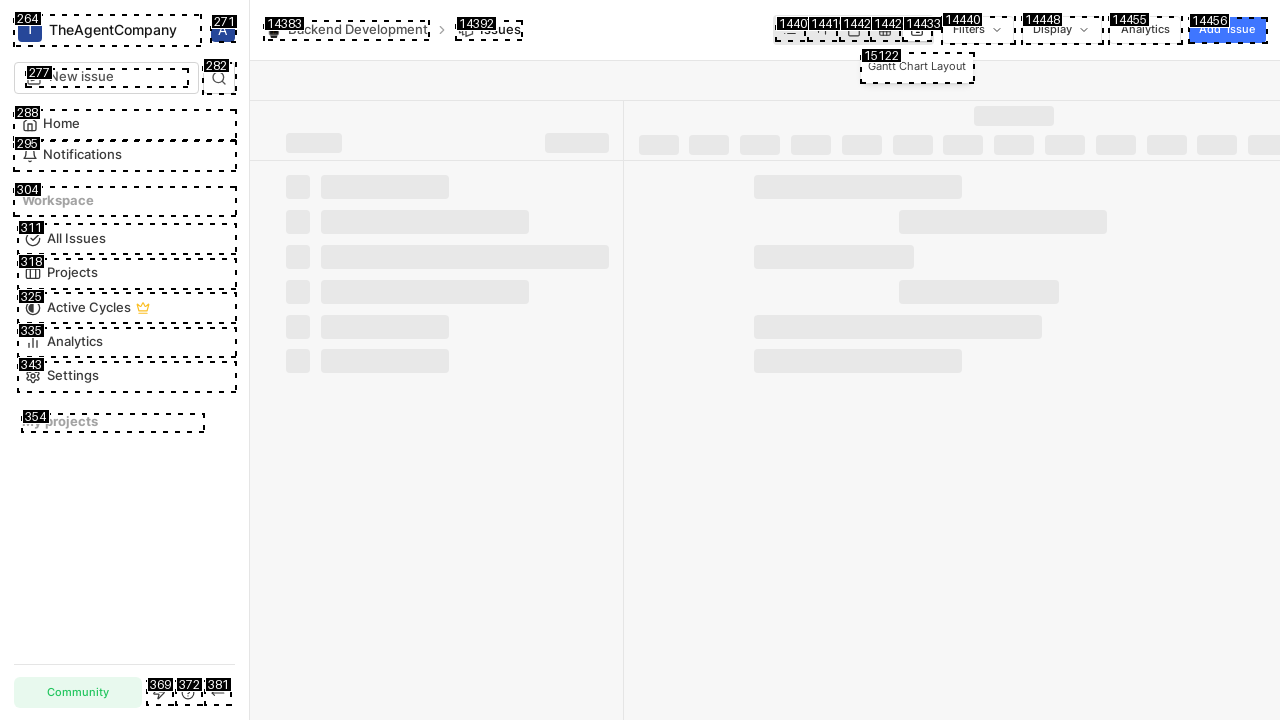 264
TheAgentCompany
271
277
New issue
282
288
Home
295
Notifications
304
Workspace
311
All Issues
318
Projects
325
Active Cycles
335
Analytics
343
Settings
354
My projects
Community
369
372
381
14383
Backend Development
14392
Issues
1440
1441
1442
1442
14433
14440
Filters
14448
Display
14455
Analytics
14456
Add Issue
15122
Gantt Chart Layout